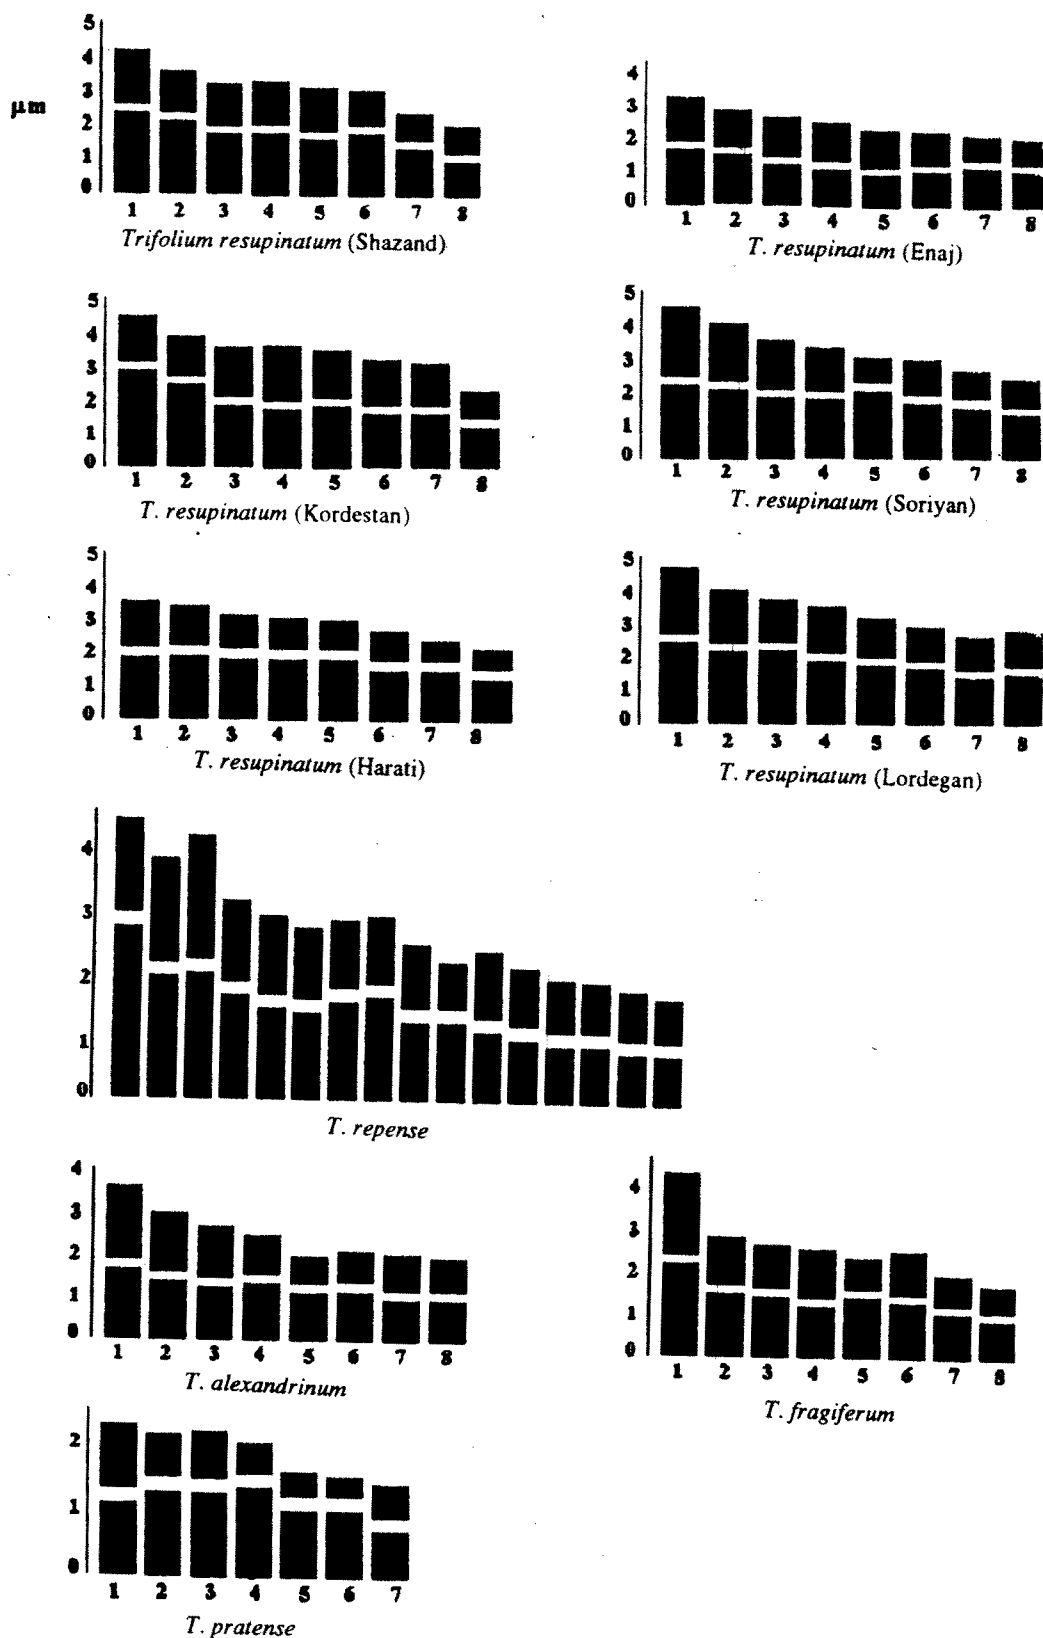 5
4
3
2
1
0
μm
1 2 3 4 5 6 7 8
Trifolium resupinatum (Shazand)
4
3
2
1
0
1 2 3 4 5 6 7 8
T. resupinatum (Enaj)
5
4
3
2
1
0
1 2 3 4 5 6 7 8
T. resupinatum (Kordestan)
5
4
3
2
1
0
1 2 3 4 5 6 7 8
T. resupinatum (Soriyan)
5
4
3
2
1
0
1 2 3 4 5 6 7 8
T. resupinatum (Harati)
5
4
3
2
1
0
1 2 3 4 5 6 7 8
T. resupinatum (Lordegan)
4
3
2
1
0
T. repense
4
3
2
1
0
1 2 3 4 5 6 7 8
T. alexandrinum
4
3
2
1
0
1 2 3 4 5 6 7 8
T. fragiferum
2
1
0
1 2 3 4 5 6 7
T. pratense